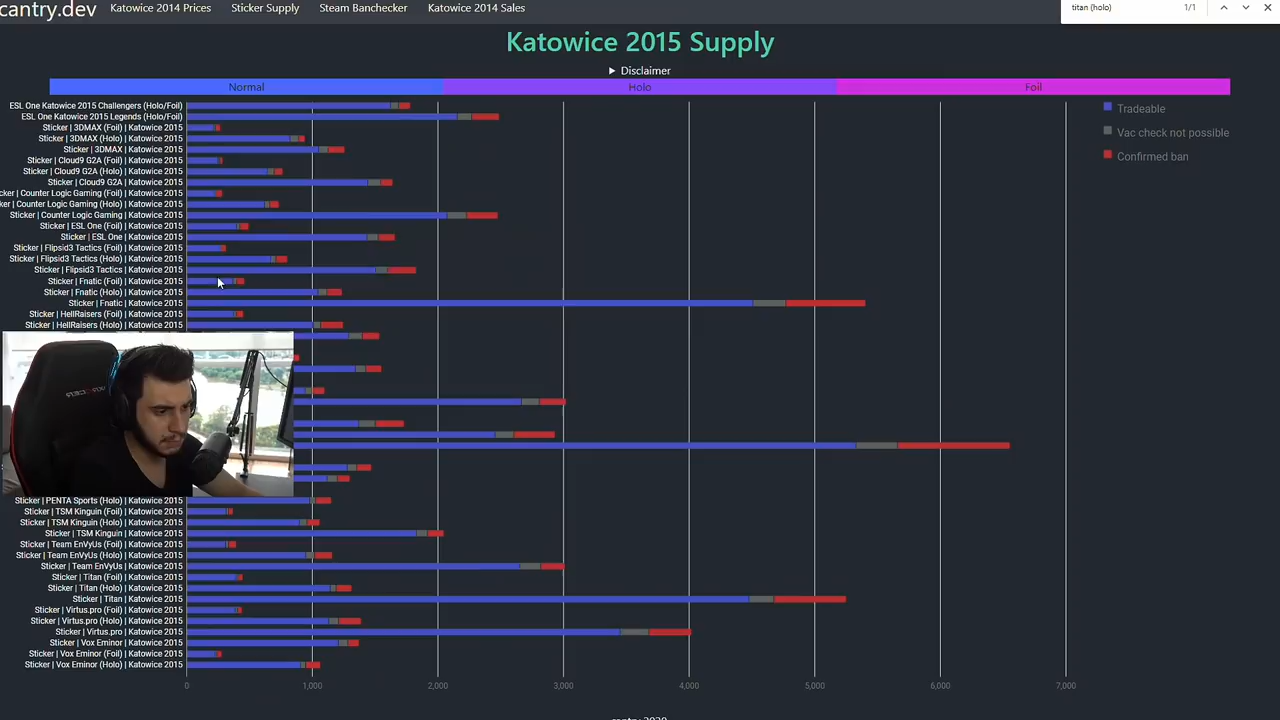 cantry.dev
Katowice 2014 Prices
Sticker Supply
Steam Banchecker
Katowice 2014 Sales
titan (holo)
1/1
Katowice 2015 Supply
▶ Disclaimer
Normal
Holo
Foil
Tradeable
Vac check not possible
Confirmed ban
ESL One Katowice 2015 Challengers (Holo/Foil)
ESL One Katowice 2015 Legends (Holo/Foil)
Sticker | 3DMAX (Foil) | Katowice 2015
Sticker | 3DMAX (Holo) | Katowice 2015
Sticker | 3DMAX | Katowice 2015
Sticker | Cloud9 G2A (Foil) | Katowice 2015
Sticker | Cloud9 G2A (Holo) | Katowice 2015
Sticker | Cloud9 G2A | Katowice 2015
cker | Counter Logic Gaming (Foil) | Katowice 2015
ker | Counter Logic Gaming (Holo) | Katowice 2015
Sticker | Counter Logic Gaming | Katowice 2015
Sticker | ESL One (Foil) | Katowice 2015
Sticker | ESL One | Katowice 2015
Sticker | Flipsid3 Tactics (Foil) | Katowice 2015
Sticker | Flipsid3 Tactics (Holo) | Katowice 2015
Sticker | Flipsid3 Tactics | Katowice 2015
Sticker | Fnatic (Foil) | Katowice 2015
Sticker | Fnatic (Holo) | Katowice 2015
Sticker | Fnatic | Katowice 2015
Sticker | HellRaisers (Foil) | Katowice 2015
Sticker | HellRaisers (Holo) | Katowice 2015
Sticker | PENTA Sports (Holo) | Katowice 2015
Sticker | TSM Kinguin (Foil) | Katowice 2015
Sticker | TSM Kinguin (Holo) | Katowice 2015
Sticker | TSM Kinguin | Katowice 2015
Sticker | Team EnVyUs (Foil) | Katowice 2015
Sticker | Team EnVyUs (Holo) | Katowice 2015
Sticker | Team EnVyUs | Katowice 2015
Sticker | Titan (Foil) | Katowice 2015
Sticker | Titan (Holo) | Katowice 2015
Sticker | Titan | Katowice 2015
Sticker | Virtus.pro (Foil) | Katowice 2015
Sticker | Virtus.pro (Holo) | Katowice 2015
Sticker | Virtus.pro | Katowice 2015
Sticker | Vox Eminor | Katowice 2015
Sticker | Vox Eminor (Foil) | Katowice 2015
Sticker | Vox Eminor (Holo) | Katowice 2015
0
1,000
2,000
3,000
4,000
5,000
6,000
7,000